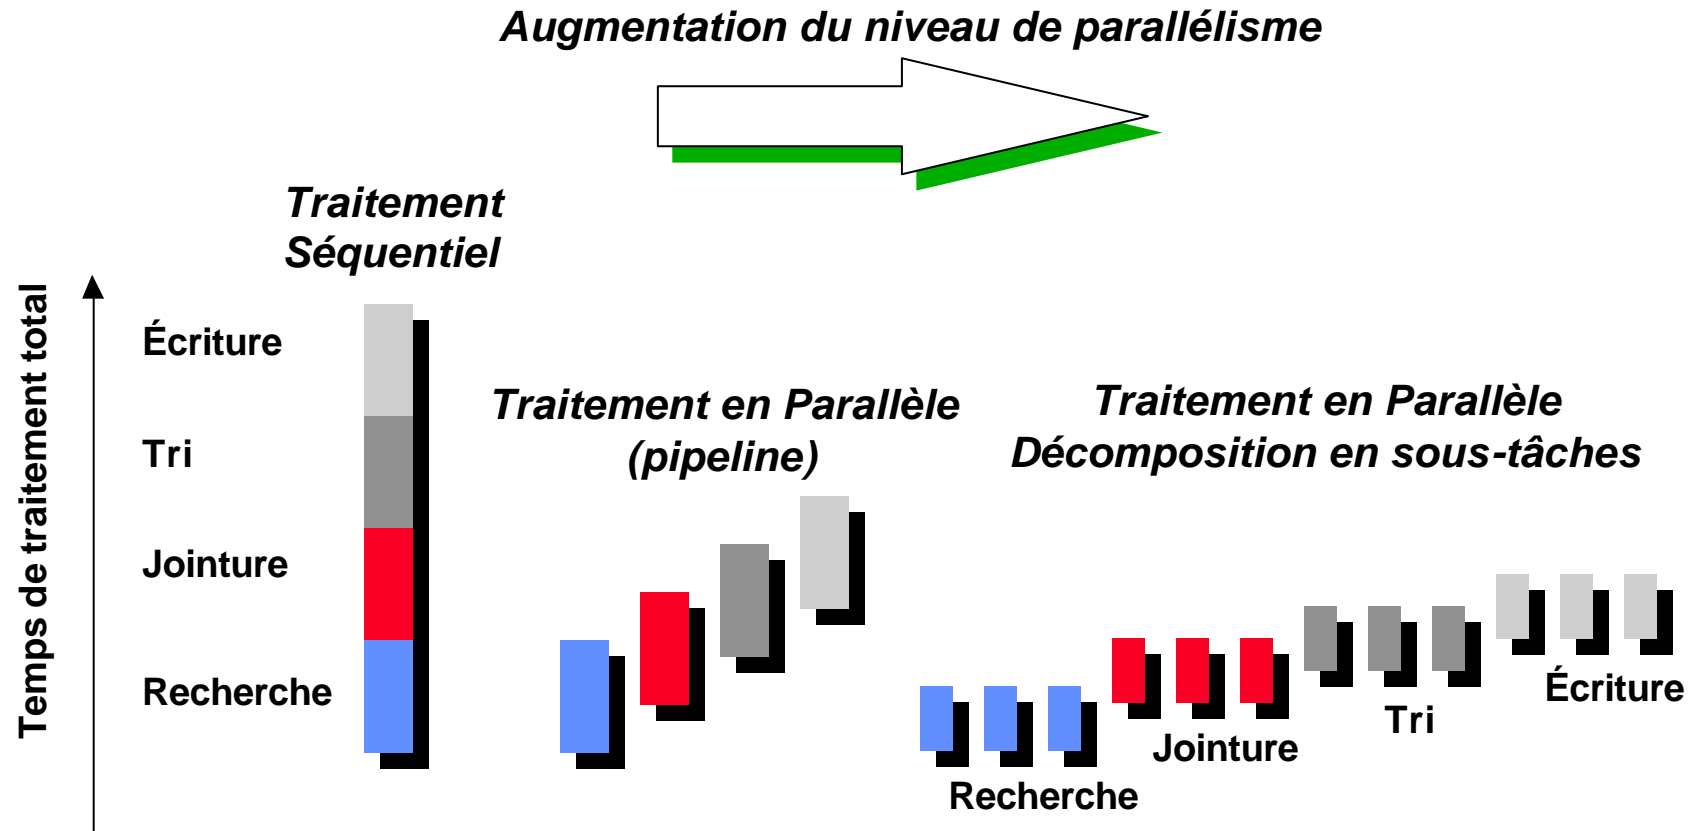 Augmentation du niveau de parallélisme
Traitement
Séquentiel
Temps de traitement total
Écriture
Tri
Jointure
Recherche
Traitement en Parallèle
(pipeline)
Traitement en Parallèle
Décomposition en sous-tâches
Recherche
Jointure
Tri
Écriture